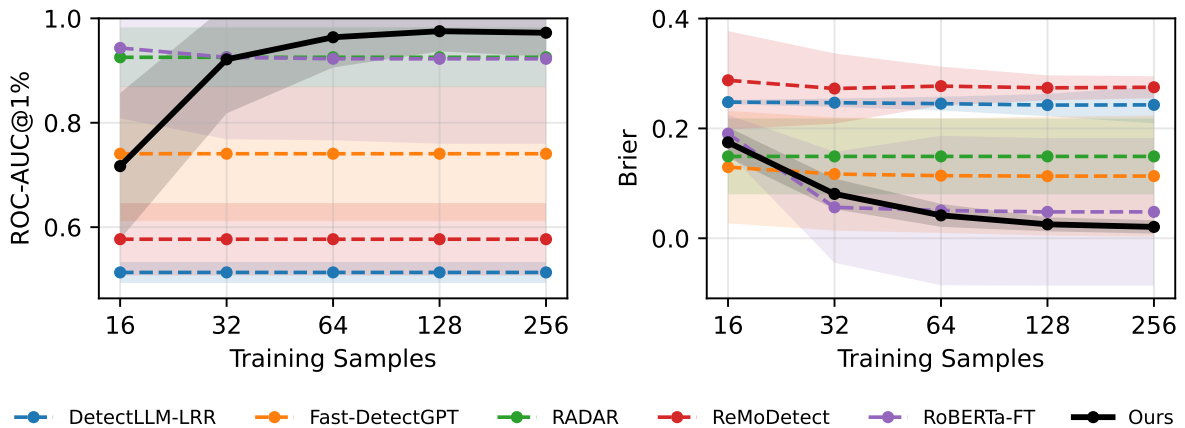 ROC-AUC@1%
1.0
0.8
0.6
16 32 64 128 256
Training Samples
Brier
0.4
0.2
0.0
16 32 64 128 256
Training Samples
DetectLLM-LRR Fast-DetectGPT RADAR ReMoDetect RoBERTa-FT Ours